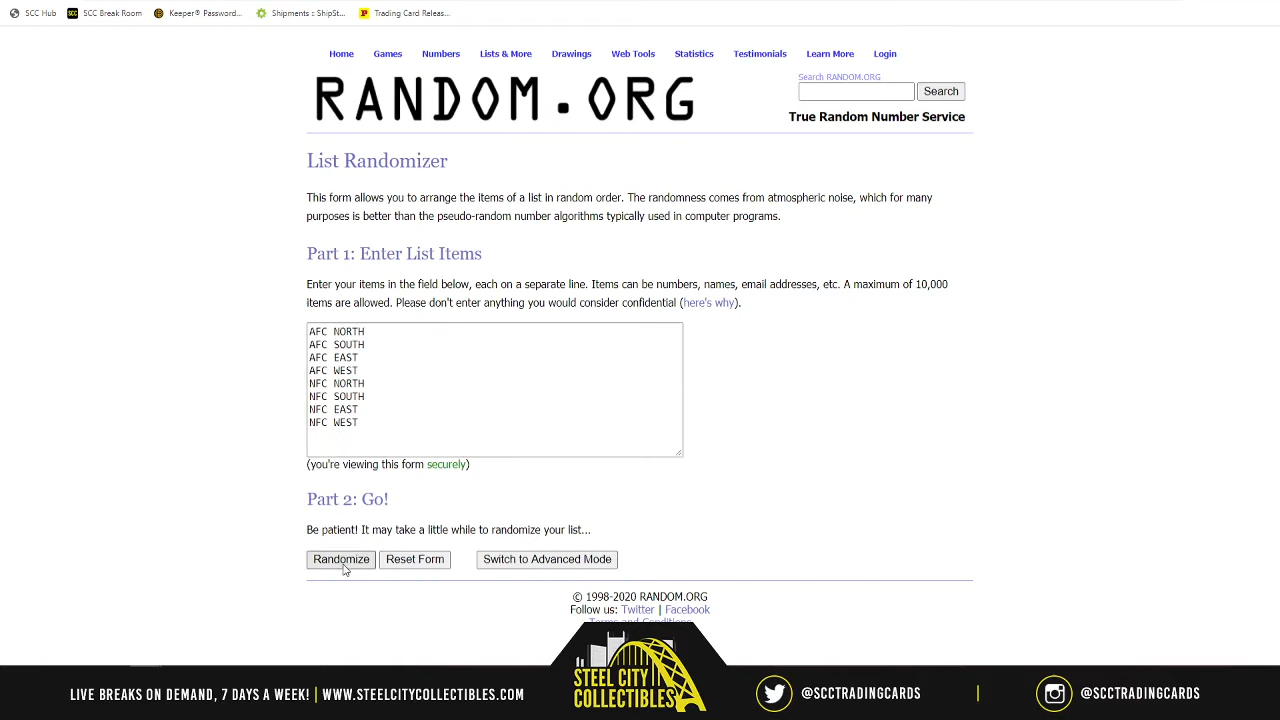 SCC Hub SCC Break Room Keeper® Password... Shipments :: ShipSt... Trading Card Releas...
Home Games Numbers Lists & More Drawings Web Tools Statistics Testimonials Learn More Login
RANDOM.ORG
Search RANDOM.ORG
Search
True Random Number Service
List Randomizer
This form allows you to arrange the items of a list in random order. The randomness comes from atmospheric noise, which for many
purposes is better than the pseudo-random number algorithms typically used in computer programs.
Part 1: Enter List Items
Enter your items in the field below, each on a separate line. Items can be numbers, names, email addresses, etc. A maximum of 10,000
items are allowed. Please don't enter anything you would consider confidential (here's why).
AFC NORTH
AFC SOUTH
AFC EAST
AFC WEST
NFC NORTH
NFC SOUTH
NFC EAST
NFC WEST
(you're viewing this form securely)
Part 2: Go!
Be patient! It may take a little while to randomize your list...
Randomize Reset Form Switch to Advanced Mode
© 1998-2020 RANDOM.ORG
Follow us: Twitter | Facebook
Terms and Conditions
STEEL CITY
COLLECTIBLES
LIVE BREAKS ON DEMAND, 7 DAYS A WEEK! | WWW.STEELCITYCOLLECTIBLES.COM
@SCCTRADINGCARDS | @SCCTRADINGCARDS